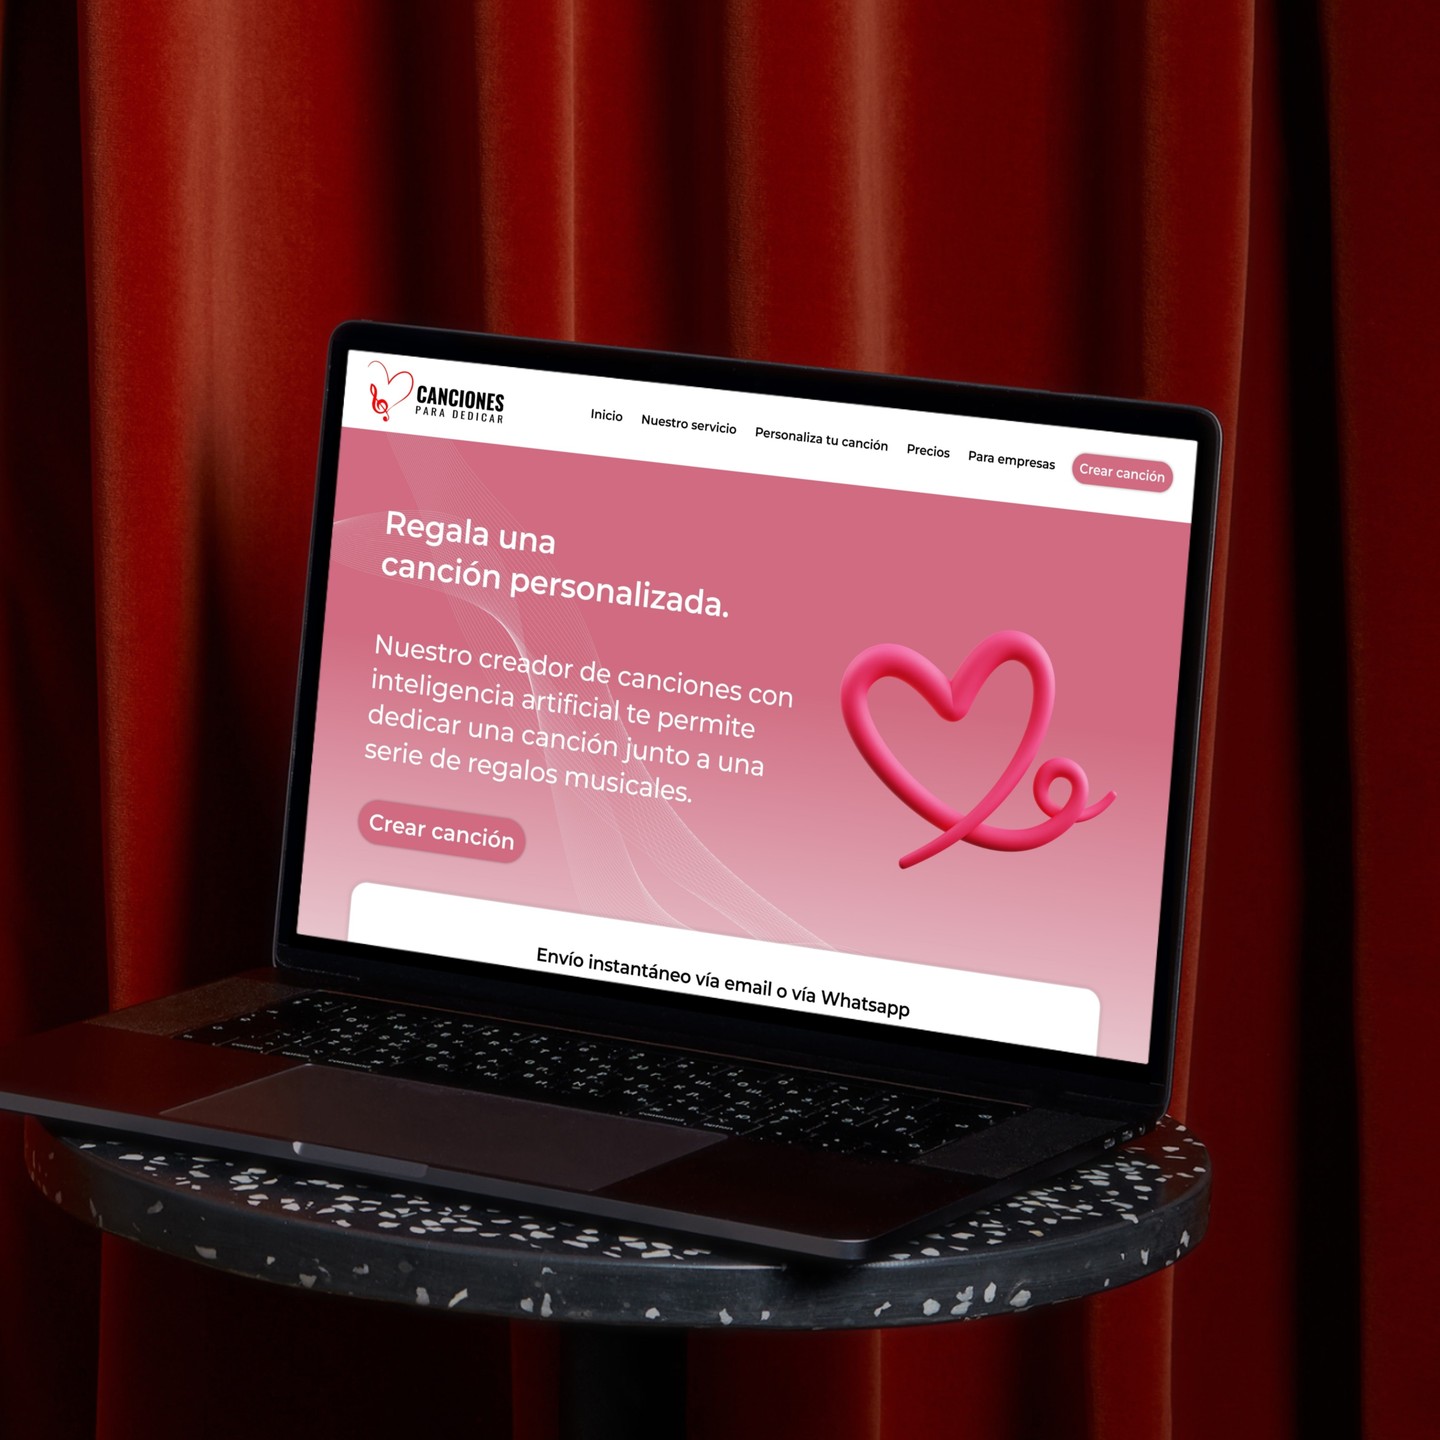 CANCIONES
PARA DEDICAR
Inicio
Nuestro servicio
Personaliza tu canción
Precios
Para empresas
Crear canción
Regala una
canción personalizada.
Nuestro creador de canciones con
inteligencia artificial te permite
dedicar una canción junto a una
serie de regalos musicales.
Crear canción
Envío instantáneo vía email o vía Whatsapp